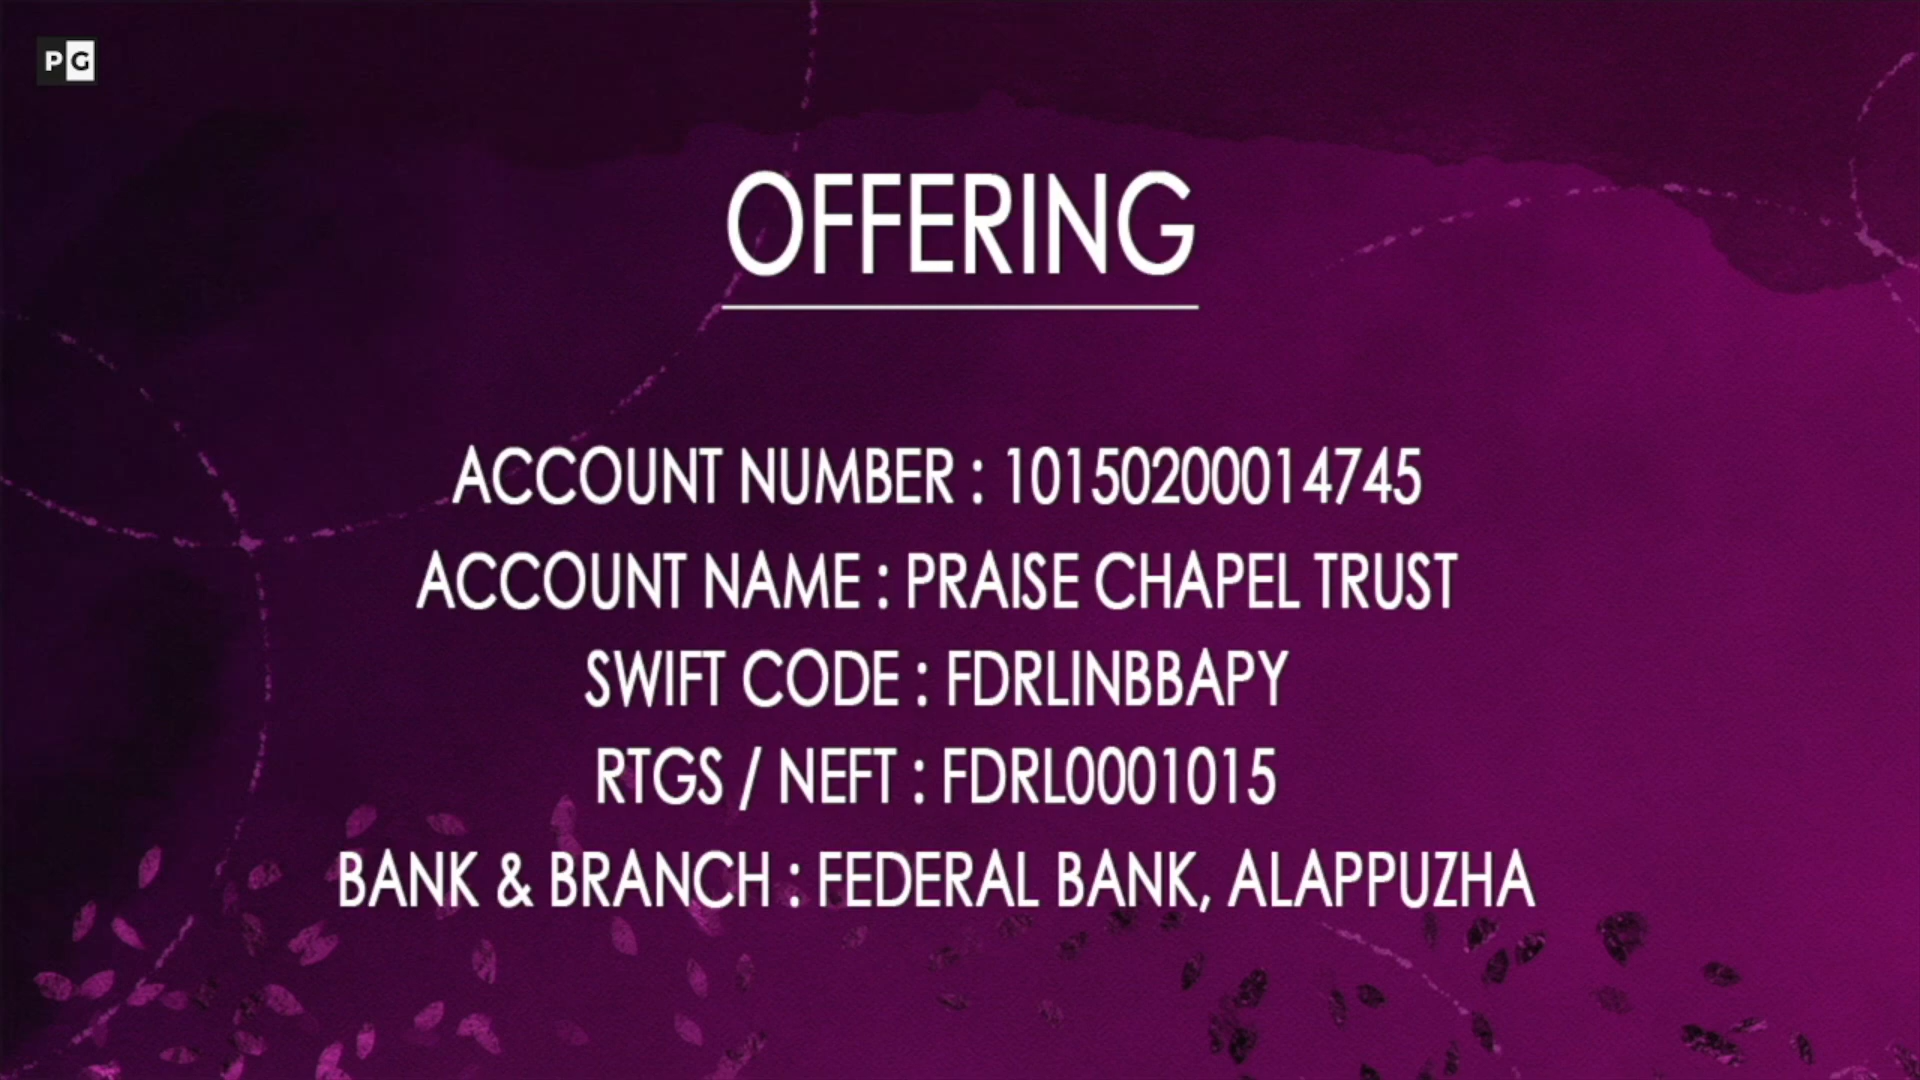 PG
OFFERING
ACCOUNT NUMBER : 10150200014745
ACCOUNT NAME : PRAISE CHAPEL TRUST
SWIFT CODE : FDRLINBBAPY
RTGS / NEFT : FDRL0001015
BANK & BRANCH : FEDERAL BANK, ALAPPUZHA